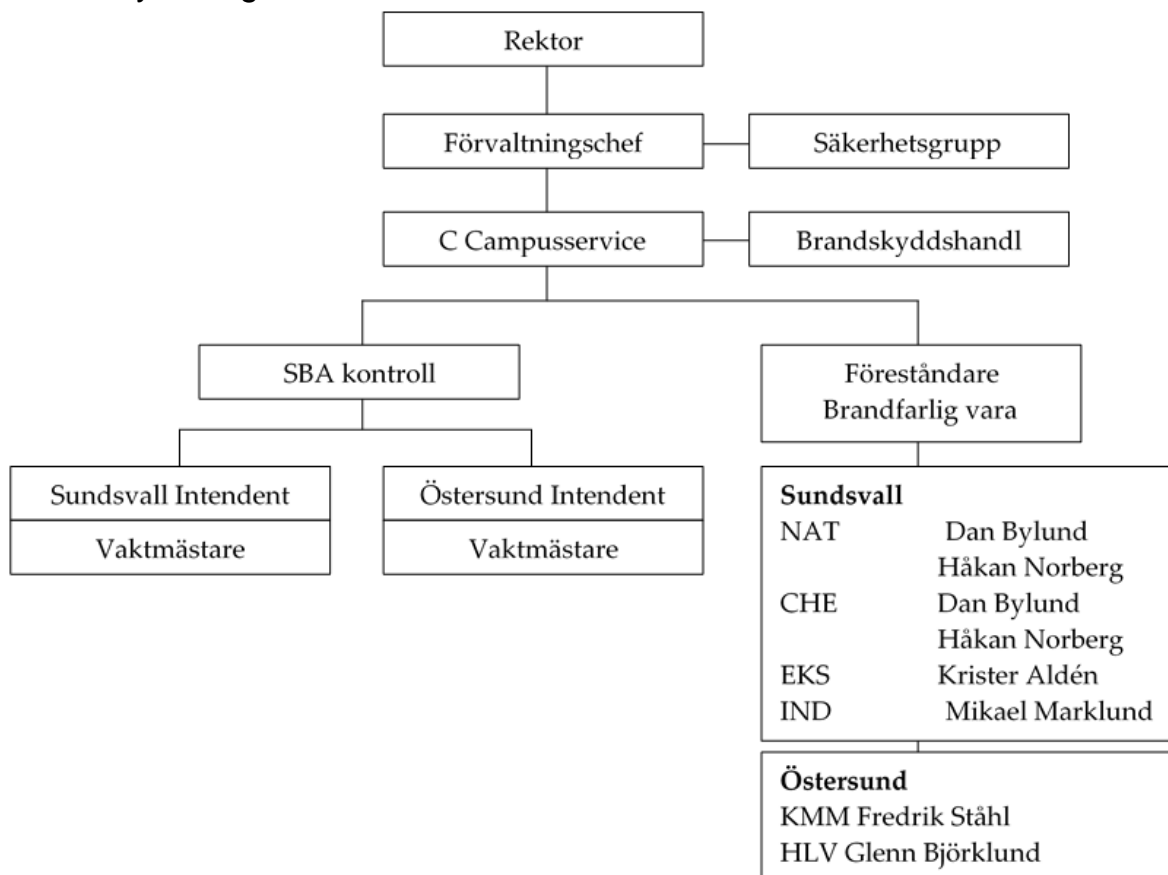 Rektor
Förvaltningschef
Säkerhetsgrupp
C Campusservice
Brandskyddshandl
SBA kontroll
Föreståndare
Brandfarlig vara
Sundsvall Intendent
Vaktmästare
Östersund Intendent
Vaktmästare
Sundsvall
NAT Dan Bylund
Håkan Norberg
CHE Dan Bylund
Håkan Norberg
EKS Krister Aldén
IND Mikael Marklund
Östersund
KMM Fredrik Ståhl
HLV Glenn Björklund